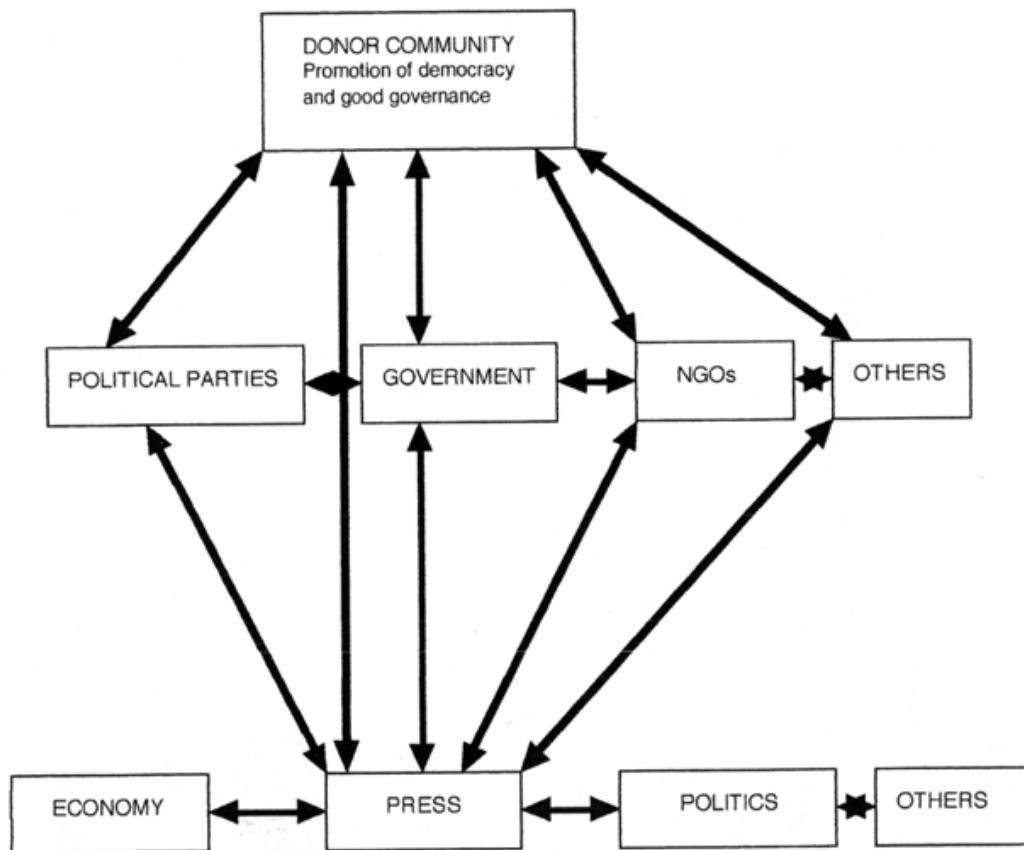 DONOR COMMUNITY
Promotion of democracy
and good governance
POLITICAL PARTIES
GOVERNMENT
NGOs
OTHERS
ECONOMY
PRESS
POLITICS
OTHERS